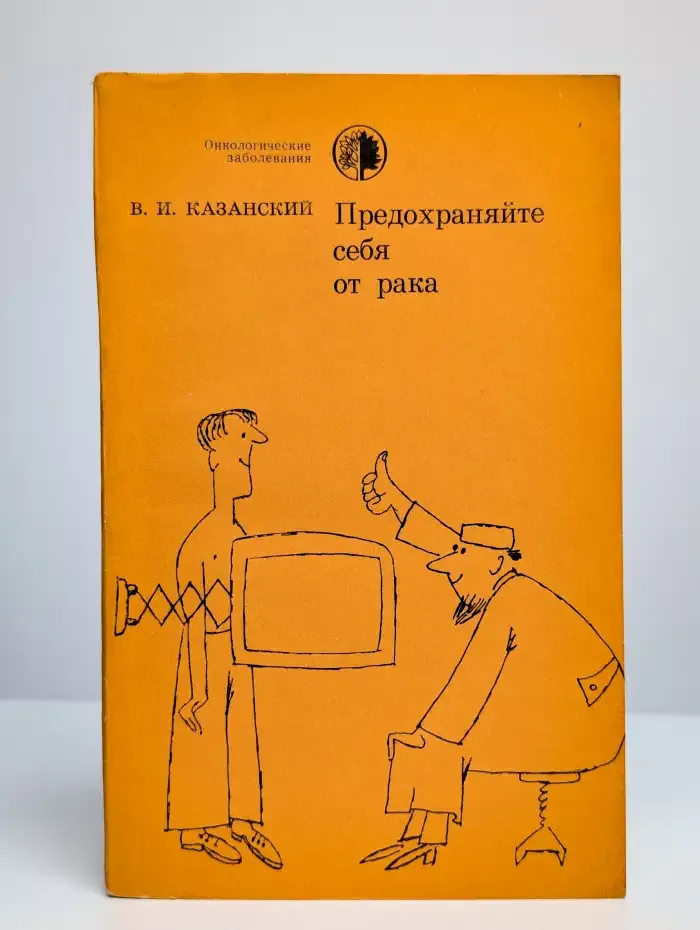 Онкологические
заболевания
В. И. КАЗАНСКИЙ
Предохраняйте
себя
от рака